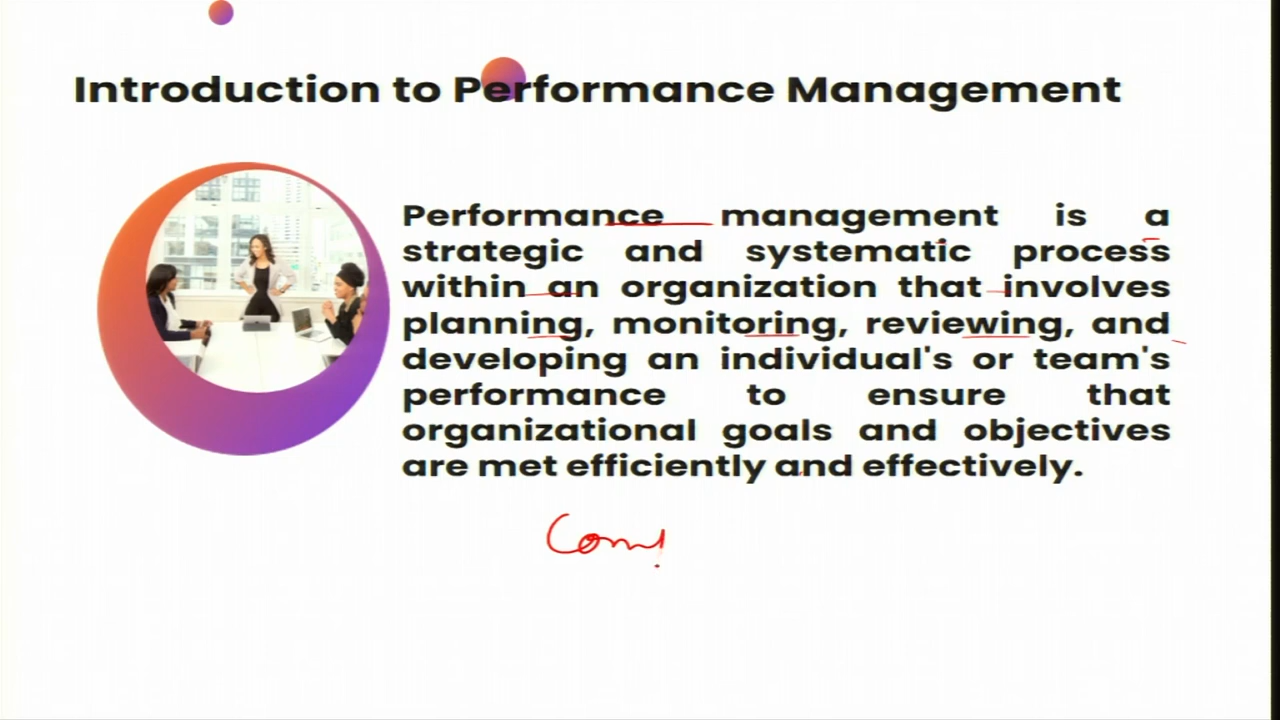 Introduction to Performance Management
Performance management is a
strategic and systematic process
within an organization that involves
planning, monitoring, reviewing, and
developing an individual's or team's
performance to ensure that
organizational goals and objectives
are met efficiently and effectively.